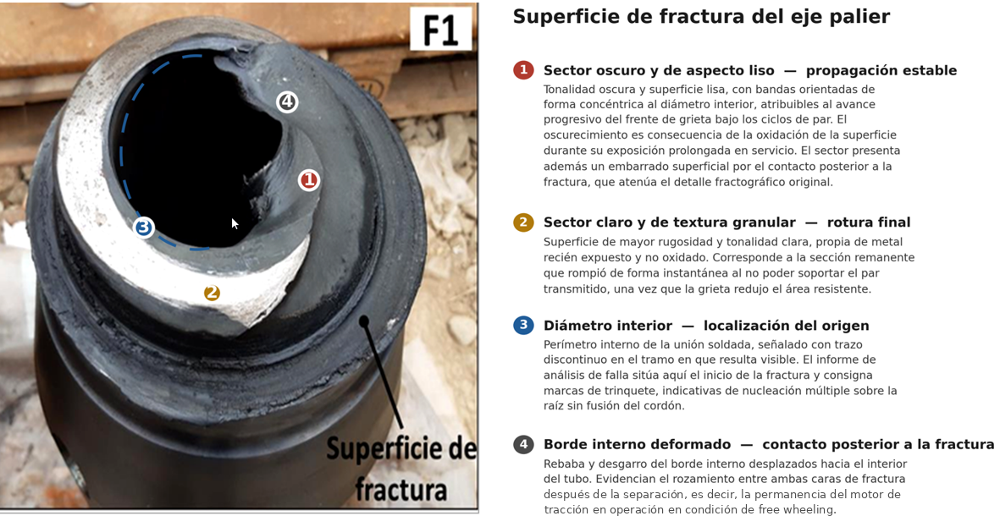 F1
4
1
3
2
Superficie de
fractura
Superficie de fractura del eje palier
1 Sector oscuro y de aspecto liso — propagación estable
Tonalidad oscura y superficie lisa, con bandas orientadas de
forma concéntrica al diámetro interior, atribuibles al avance
progresivo del frente de grieta bajo los ciclos de par. El
oscurecimiento es consecuencia de la oxidación de la superficie
durante su exposición prolongada en servicio. El sector presenta
además un embarrado superficial por el contacto posterior a la
fractura, que atenúa el detalle fractográfico original.
2 Sector claro y de textura granular — rotura final
Superficie de mayor rugosidad y tonalidad clara, propia de metal
recién expuesto y no oxidado. Corresponde a la sección remanente
que rompió de forma instantánea al no poder soportar el par
transmitido, una vez que la grieta redujo el área resistente.
3 Diámetro interior — localización del origen
Perímetro interno de la unión soldada, señalado con trazo
discontinuo en el tramo en que resulta visible. El informe de
análisis de falla sitúa aquí el inicio de la fractura y consigna
marcas de trinquete, indicativas de nucleación múltiple sobre la
raíz sin fusión del cordón.
4 Borde interno deformado — contacto posterior a la fractura
Rebaba y desgarro del borde interno desplazados hacia el interior
del tubo. Evidencian el rozamiento entre ambas caras de fractura
después de la separación, es decir, la permanencia del motor de
tracción en operación en condición de free wheeling.